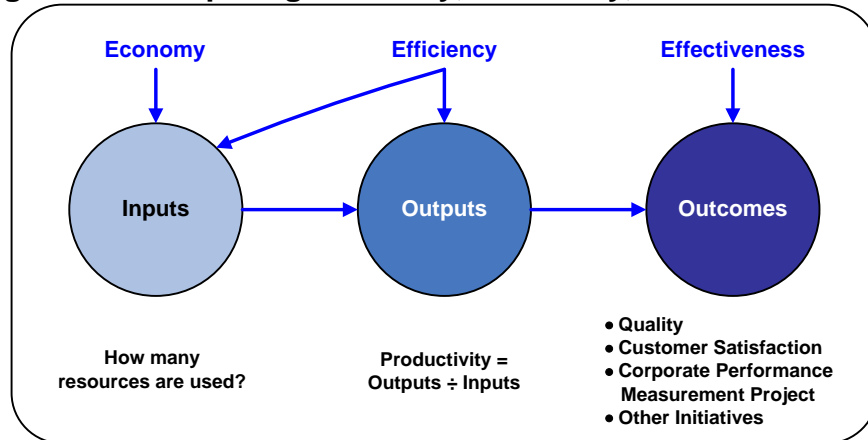 Economy
Efficiency
Effectiveness
Inputs
Outputs
Outcomes
How many
resources are used?
Productivity =
Outputs ÷ Inputs
• Quality
• Customer Satisfaction
• Corporate Performance
Measurement Project
• Other Initiatives